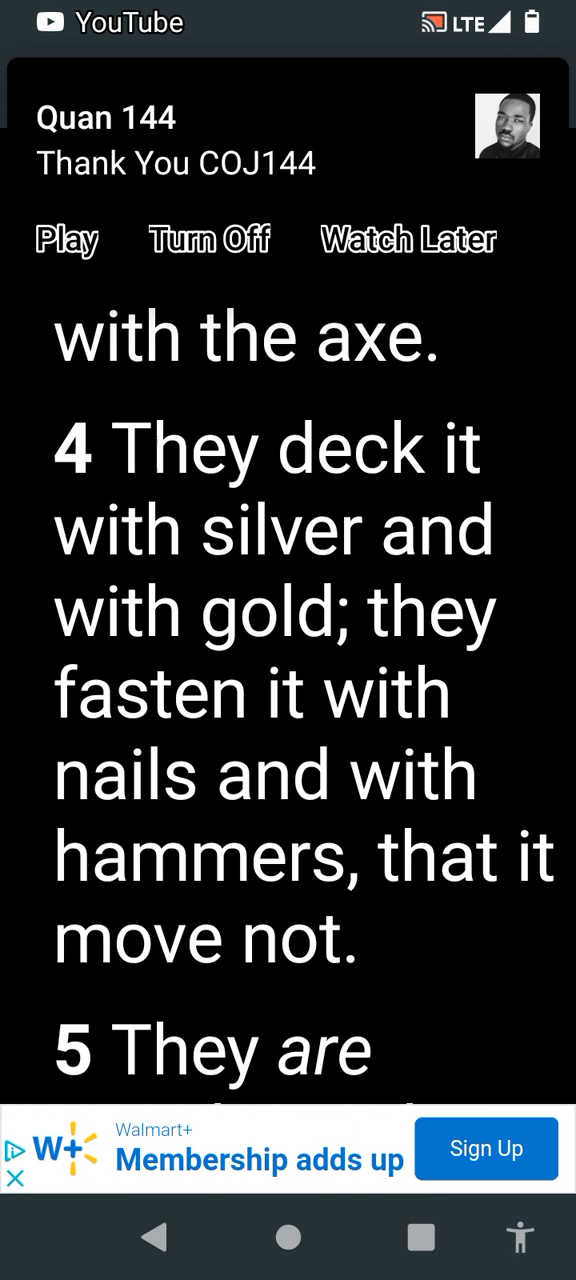 YouTube LTE
Quan 144
Thank You COJ144
Play Turn Off Watch Later
with the axe.
4 They deck it
with silver and
with gold; they
fasten it with
nails and with
hammers, that it
move not.
5 They are
W+
Walmart+
Membership adds up
Sign Up